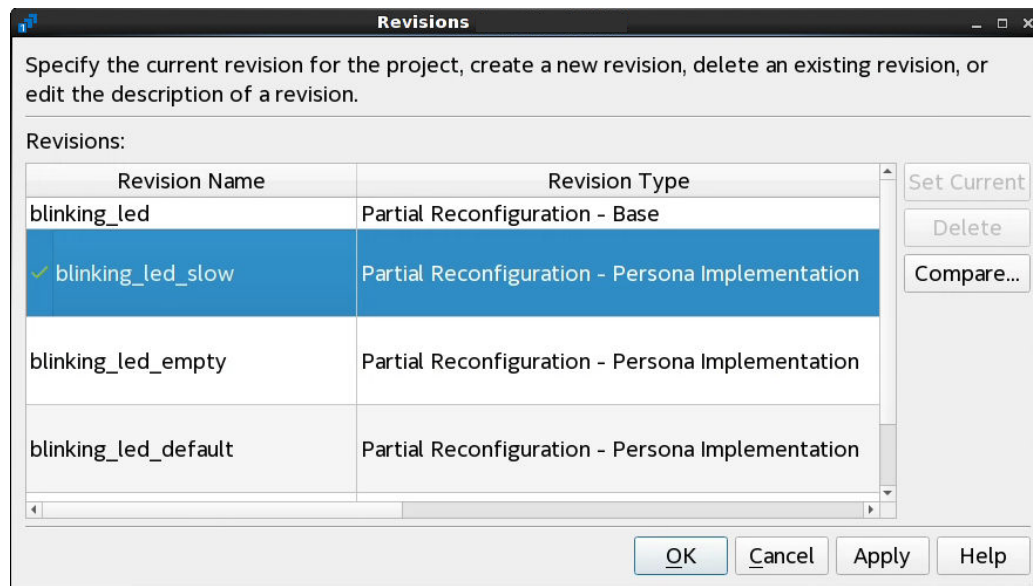 1
Revisions
Specify the current revision for the project, create a new revision, delete an existing revision, or
edit the description of a revision.
Revisions:
Revision Name Revision Type
Set Current
blinking_led Partial Reconfiguration - Base
Delete
blinking_led_slow Partial Reconfiguration - Persona Implementation
Compare...
blinking_led_empty Partial Reconfiguration - Persona Implementation
blinking_led_default Partial Reconfiguration - Persona Implementation
OK Cancel Apply Help